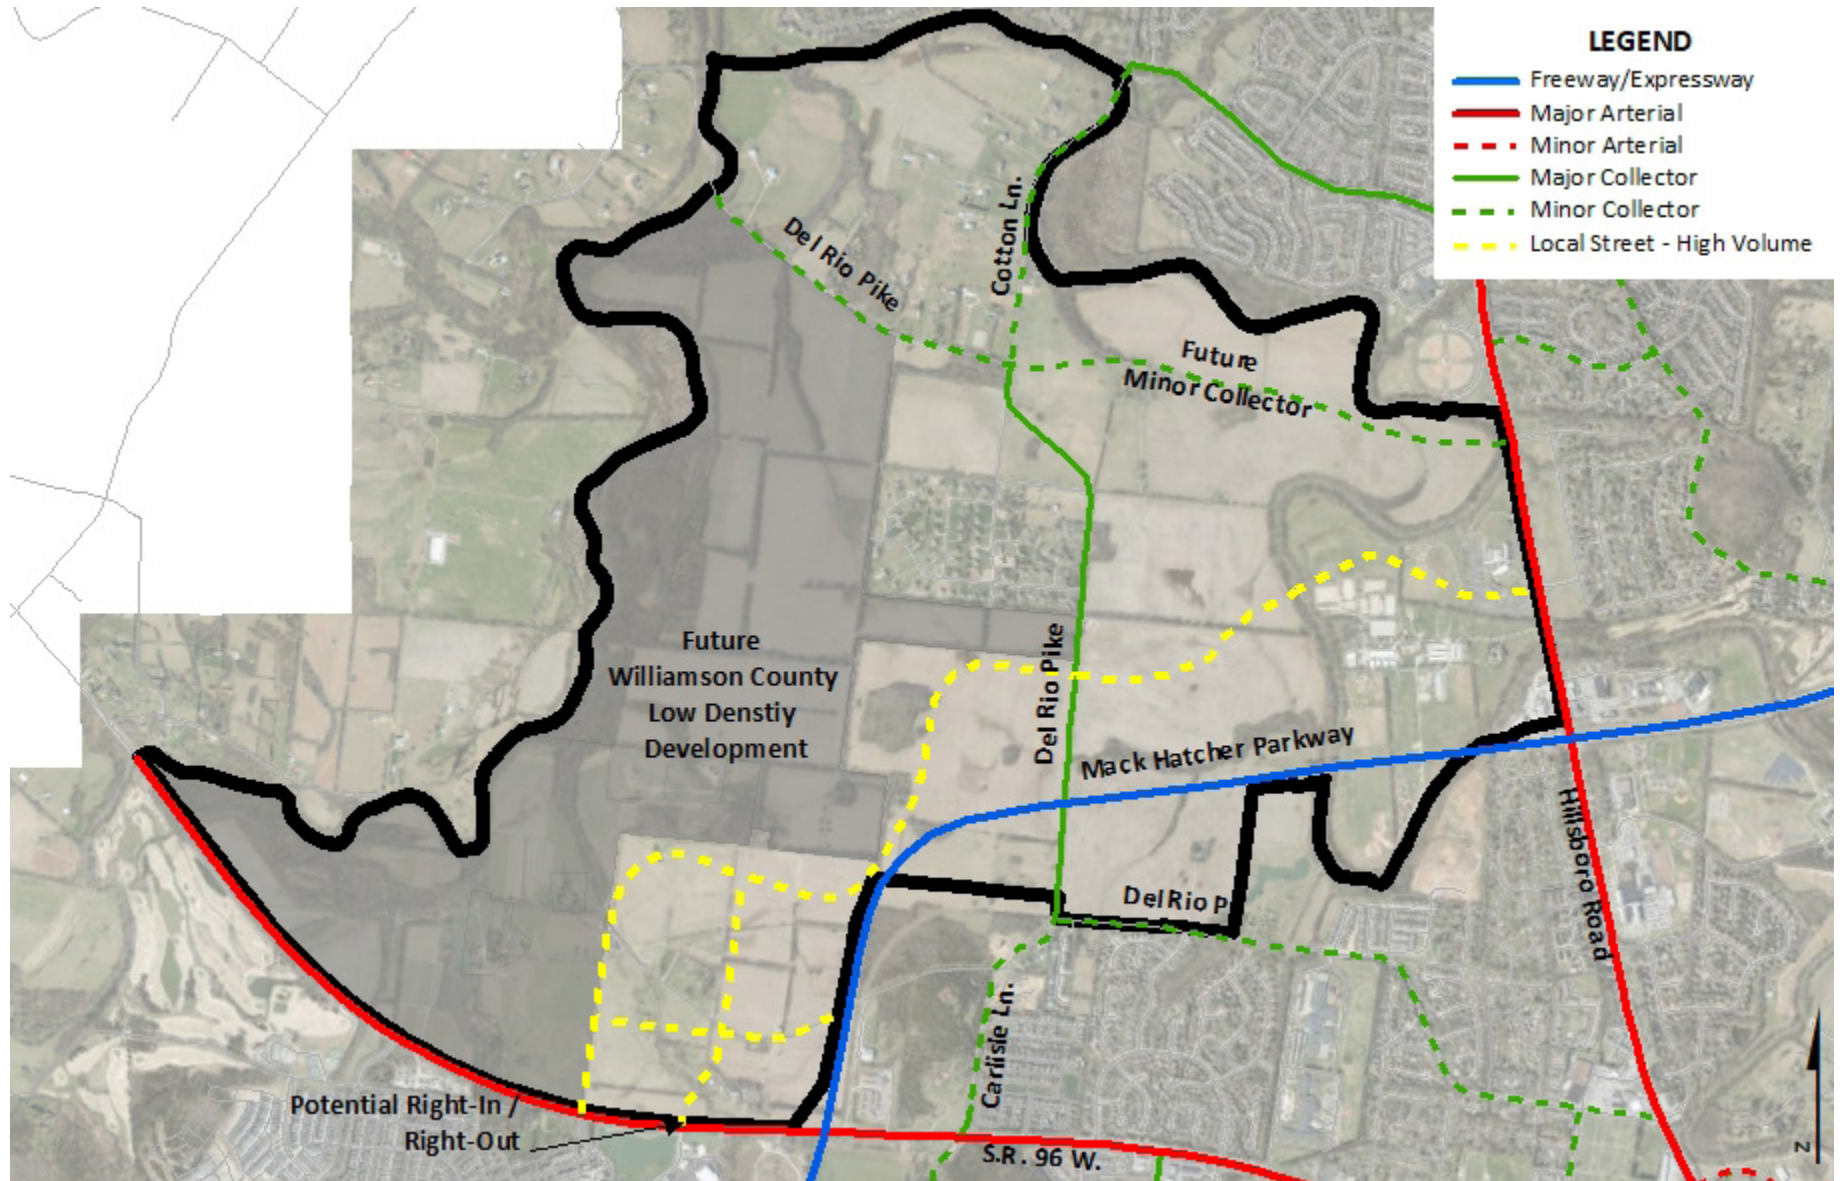 LEGEND
Freeway/Expressway
Major Arterial
Minor Arterial
Major Collector
Minor Collector
Local Street - High Volume
Del Rio Pike
Cotton Ln.
Future
Minor Collector
Future
Williamson County
Low Denstiy
Development
Del Rio Pike
Mack Hatcher Parkway
Del Rio P
Hillsboro Road
Carlisle Ln.
Potential Right-In /
Right-Out
S.R. 96 W.
N